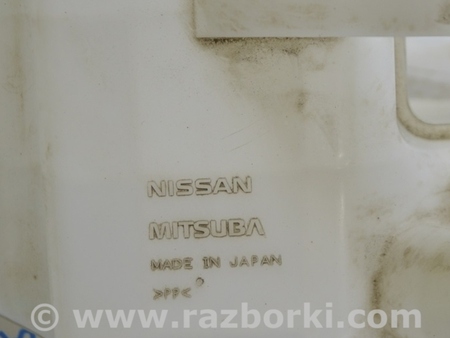 NISSAN
MITSUBA
MADE IN JAPAN
>PP<
© www.razborki.com